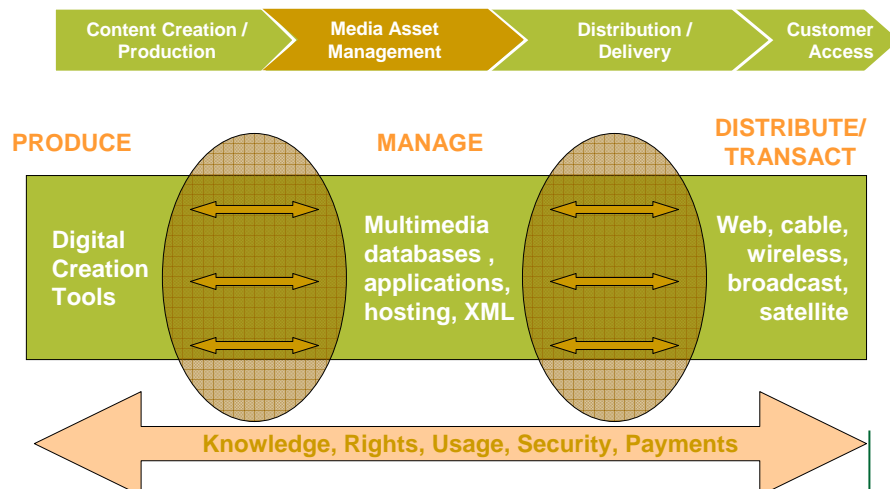 Content Creation /
Production
Media Asset
Management
Distribution /
Delivery
Customer
Access
PRODUCE
MANAGE
DISTRIBUTE/
TRANSACT
Digital
Creation
Tools
Multimedia
databases ,
applications,
hosting, XML
Web, cable,
wireless,
broadcast,
satellite
Knowledge, Rights, Usage, Security, Payments